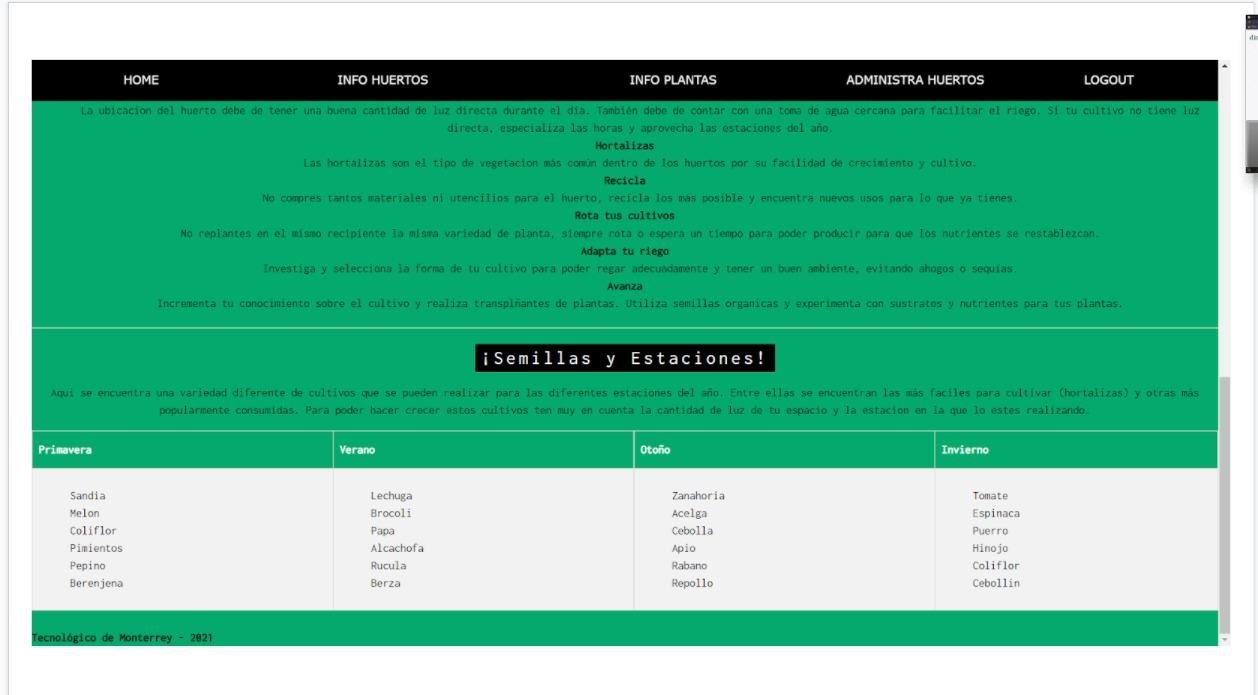 HOME INFO HUERTOS INFO PLANTAS ADMINISTRA HUERTOS LOGOUT
La ubicacion del huerto debe de tener una buena cantidad de luz directa durante el día. También debe de contar con una toma de agua cercana para facilitar el riego. Si tu cultivo no tiene luz
directa, especializa las horas y aprovecha las estaciones del año.
Hortalizas
Las hortalizas son el tipo de vegetacion más común dentro de los huertos por su facilidad de crecimiento y cultivo.
Recicla
No compres tantos materiales ni utencilios para el huerto, recicla los más posible y encuentra nuevos usos para lo que ya tienes.
Rota tus cultivos
No replantes en el mismo recipiente la misma variedad de planta, siempre rota o espera un tiempo para poder producir para que los nutrientes se restablezcan.
Adapta tu riego
Investiga y selecciona la forma de tu cultivo para poder regar adecuadamente y tener un buen ambiente, evitando ahogos o sequias.
Avanza
Incrementa tu conocimiento sobre el cultivo y realiza transplñantes de plantas. Utiliza semillas organicas y experimenta con sustratos y nutrientes para tus plantas.
¡Semillas y Estaciones!
Aqui se encuentra una variedad diferente de cultivos que se pueden realizar para las diferentes estaciones del año. Entre ellas se encuentran las más faciles para cultivar (hortalizas) y otras más
popularmente consumidas. Para poder hacer crecer estos cultivos ten muy en cuenta la cantidad de luz de tu espacio y la estacion en la que lo estes realizando.
Primavera Verano Otoño Invierno
Sandia Lechuga Zanahoria Tomate
Melon Brocoli Acelga Espinaca
Coliflor Papa Cebolla Puerro
Pimientos Alcachofa Apio Hinojo
Pepino Rucula Rabano Coliflor
Berenjena Berza Repollo Cebollin
Tecnológico de Monterrey - 2021